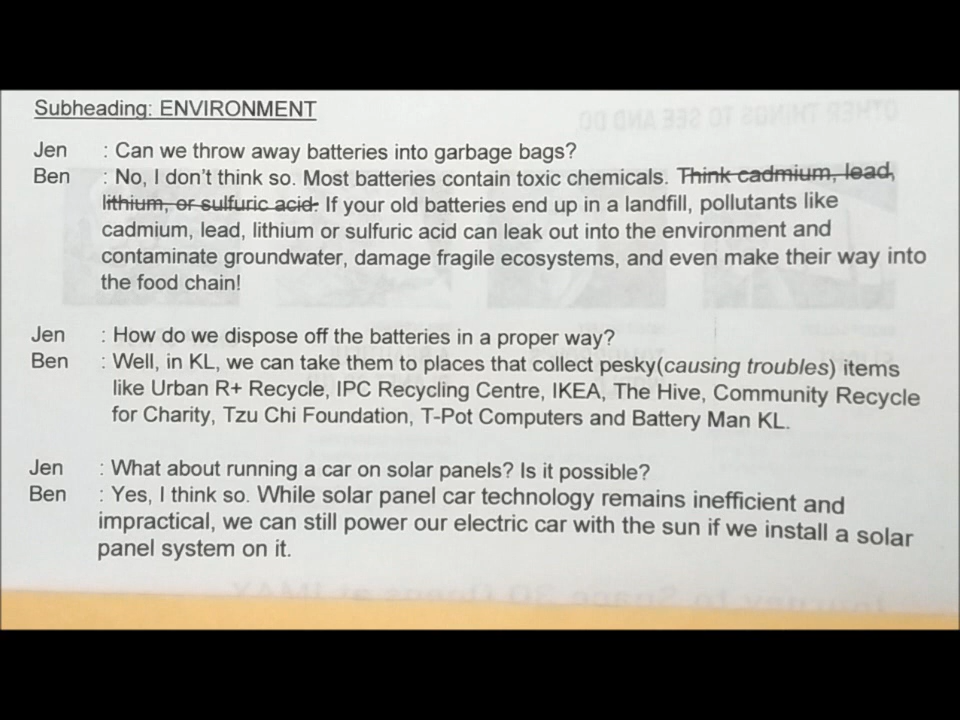 Subheading: ENVIRONMENT
Jen : Can we throw away batteries into garbage bags?
Ben : No, I don't think so. Most batteries contain toxic chemicals. Think cadmium, lead,
lithium, or sulfuric acid. If your old batteries end up in a landfill, pollutants like
cadmium, lead, lithium or sulfuric acid can leak out into the environment and
contaminate groundwater, damage fragile ecosystems, and even make their way into
the food chain!
Jen : How do we dispose off the batteries in a proper way?
Ben : Well, in KL, we can take them to places that collect pesky(causing troubles) items
like Urban R+ Recycle, IPC Recycling Centre, IKEA, The Hive, Community Recycle
for Charity, Tzu Chi Foundation, T-Pot Computers and Battery Man KL.
Jen : What about running a car on solar panels? Is it possible?
Ben : Yes, I think so. While solar panel car technology remains inefficient and
impractical, we can still power our electric car with the sun if we install a solar
panel system on it.